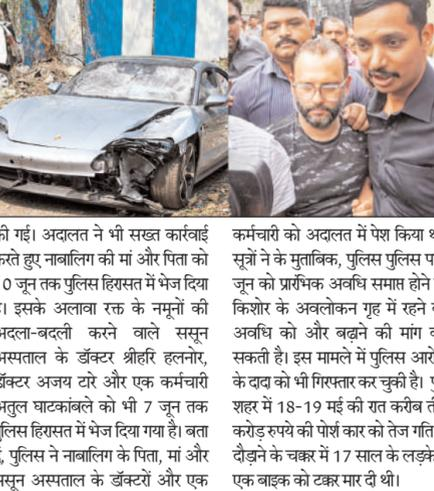 की गई। अदालत ने भी सख्त कार्रवाई
करते हुए नाबालिग की मां और पिता को
0 जून तक पुलिस हिरासत में भेज दिया
है। इसके अलावा रक्त के नमूनों की
अदला-बदली करने वाले ससून
अस्पताल के डॉक्टर श्रीहरि हलनोर,
डॉक्टर अजय टारे और एक कर्मचारी
अतुल घाटकांबले को भी 7 जून तक
पुलिस हिरासत में भेज दिया गया है। बता
दें, पुलिस ने नाबालिग के पिता, मां और
ससून अस्पताल के डॉक्टरों और एक
कर्मचारी को अदालत में पेश किया
सूत्रों ने के मुताबिक, पुलिस पुलिस
जून को प्रारंभिक अवधि समाप्त होने
किशोर के अवलोकन गृह में रहने
अवधि को और बढ़ाने की मांग
सकती है। इस मामले में पुलिस आरो
के दादा को भी गिरफ्तार कर चुकी है।
शहर में 18-19 मई की रात करीब
करोड़ रुपये की पोर्श कार को तेज गति
दौड़ाने के चक्कर में 17 साल के लड़के
एक बाइक को टक्कर मार दी थी।